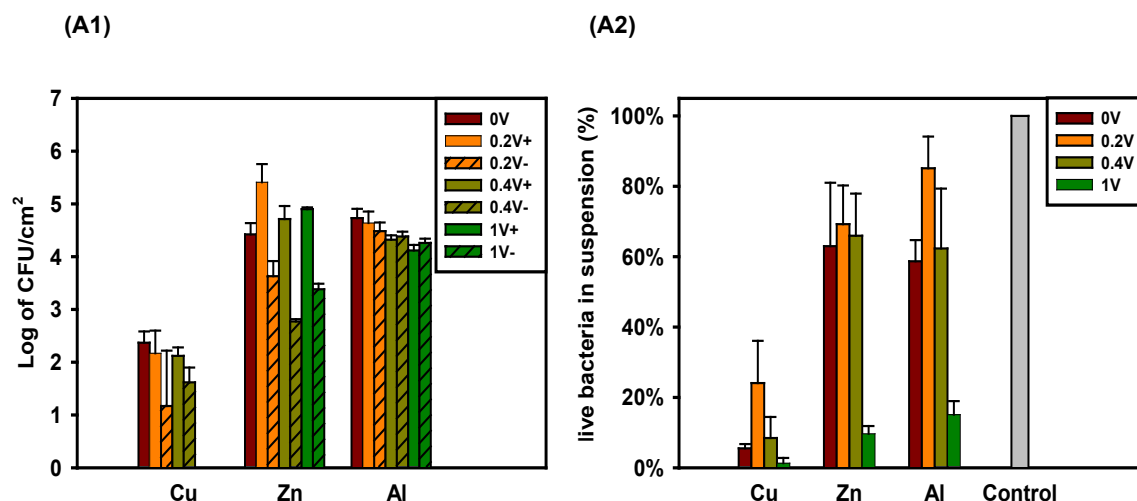 (A1)
Log of CFU/cm²
7
6
5
4
3
2
1
0
0V
0.2V+
0.2V-
0.4V+
0.4V-
1V+
1V-
Cu Zn Al
(A2)
live bacteria in suspension (%)
100%
80%
60%
40%
20%
0%
0V
0.2V
0.4V
1V
Cu Zn Al Control